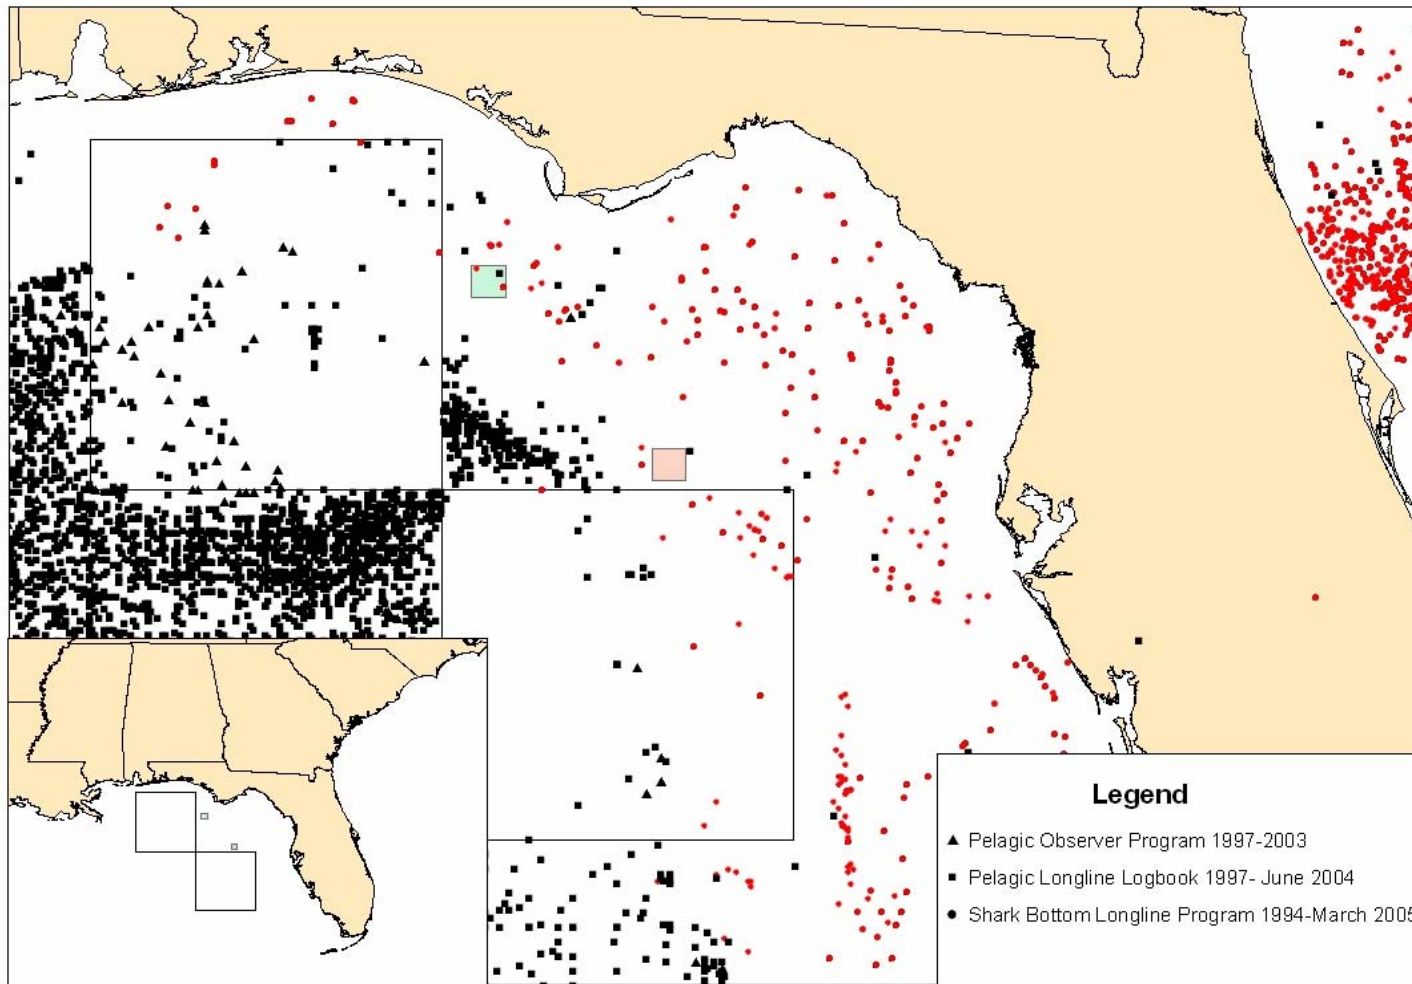 Legend
Pelagic Observer Program 1997-2003
Pelagic Longline Logbook 1997- June 2004
Shark Bottom Longline Program 1994-March 2005